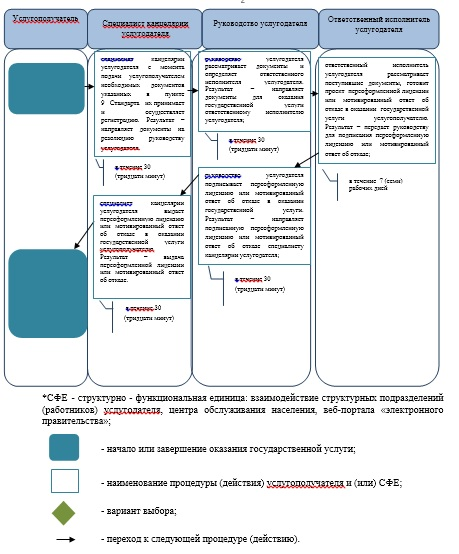 2
Услугополучатель
Специалист канцелярии
услугодателя
Руководство услугодателя
Ответственный исполнитель
услугодателя
специалист канцелярии
услугодателя с момента
подачи услугополучателем
необходимых документов
указанных в пункте
9 Стандарта их принимает
и осуществляет
регистрацию. Результат –
направляет документы на
резолюцию руководству
услугодателя.
в течение 30
(тридцати минут)
руководство услугодателя
рассматривает документы и
определяет ответственного
исполнителя услугодателя.
Результат – направляет
документы для оказания
государственной услуги
ответственному исполнителю
услугодателя;
в течение 30
(тридцати минут)
ответственный исполнитель
услугодателя рассматривает
поступившие документы, готовит
проект переоформленной лицензии
или мотивированный ответ об
отказе в оказании государственной
услуги услугополучателю.
Результат – передает руководству
для подписания переоформленную
лицензию или мотивированный
ответ об отказе;
в течение 7 (семи)
рабочих дней
руководство услугодателя
подписывает переоформленную
лицензию или мотивированный
ответ об отказе в оказании
государственной услуги.
Результат – направляет
подписанную переоформленную
лицензию или мотивированный
ответ об отказе специалисту
канцелярии услугодателя;
в течение 30
(тридцати минут)
специалист канцелярии
услугодателя выдает
переоформленную лицензию
или мотивированный ответ
об отказе в оказании
государственной услуги
услугополучателю.
Результат – выдача
переоформленной лицензии
или мотивированный ответ
об отказе.
в течение 30
(тридцати минут)
*СФЕ - структурно - функциональная единица: взаимодействие структурных подразделений
(работников) услугодателя, центра обслуживания населения, веб-портала «электронного
правительства»;
- начало или завершение оказания государственной услуги;
- наименование процедуры (действия) услугополучателя и (или) СФЕ;
- вариант выбора;
- переход к следующей процедуре (действию).